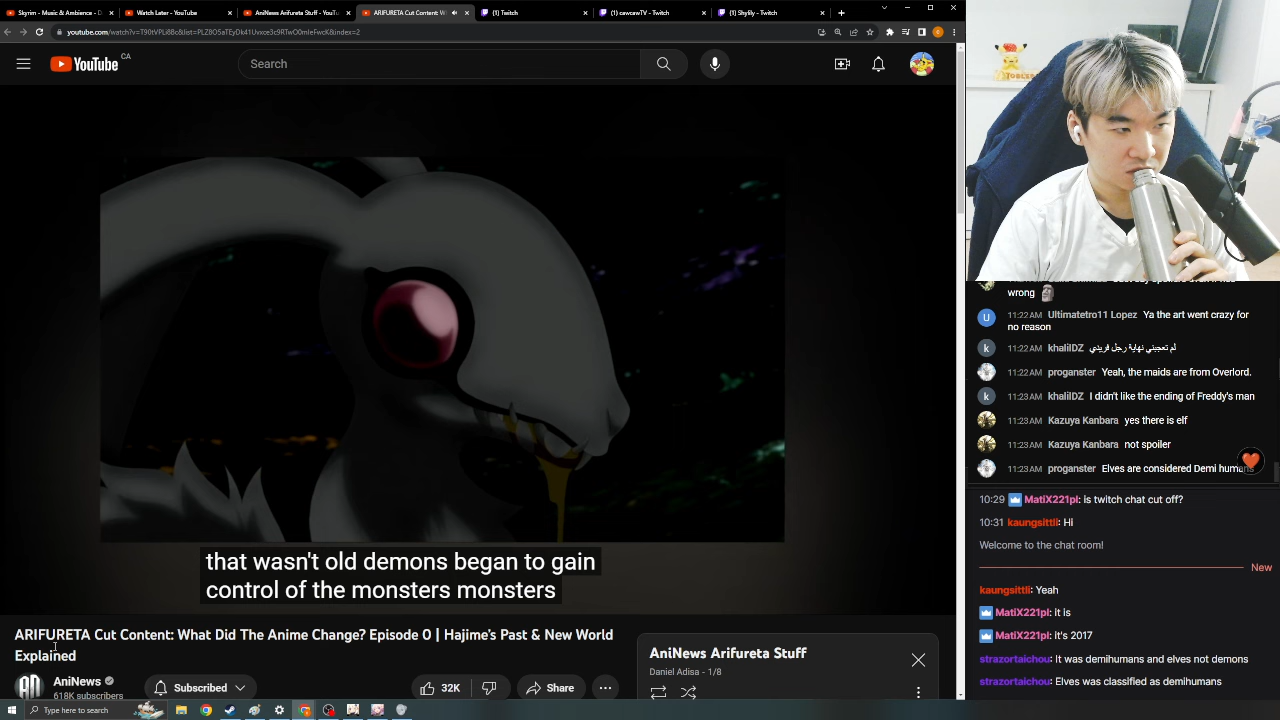 Skyrim - Music & Ambience - D
Watch Later - YouTube
AniNews Arifureta Stuff - YouT
ARIFURETA Cut Content: W
(1) Twitch
(1) cawcawTV - Twitch
(1) Shylily - Twitch
YouTube CA
Search
that wasn't old demons began to gain
control of the monsters monsters
ARIFURETA Cut Content: What Did The Anime Change? Episode 0 | Hajime's Past & New World
Explained
AniNews
618K subscribers
Subscribed
32K
Share
AniNews Arifureta Stuff
Daniel Adisa - 1/8
wrong
11:22 AM Ultimatetro11 Lopez Ya the art went crazy for
no reason
11:22 AM khalilDZ لم تعجبني نهاية رجل فريدي
11:22 AM proganster Yeah, the maids are from Overlord.
11:23 AM khalilDZ I didn't like the ending of Freddy's man
11:23 AM Kazuya Kanbara yes there is elf
11:23 AM Kazuya Kanbara not spoiler
11:23 AM proganster Elves are considered Demi humans
10:29 MatiX221pl: is twitch chat cut off?
10:31 kaungsittli: Hi
Welcome to the chat room!
New
kaungsittli: Yeah
MatiX221pl: it is
MatiX221pl: it's 2017
strazortaichou: It was demihumans and elves not demons
strazortaichou: Elves was classified as demihumans
Type here to search